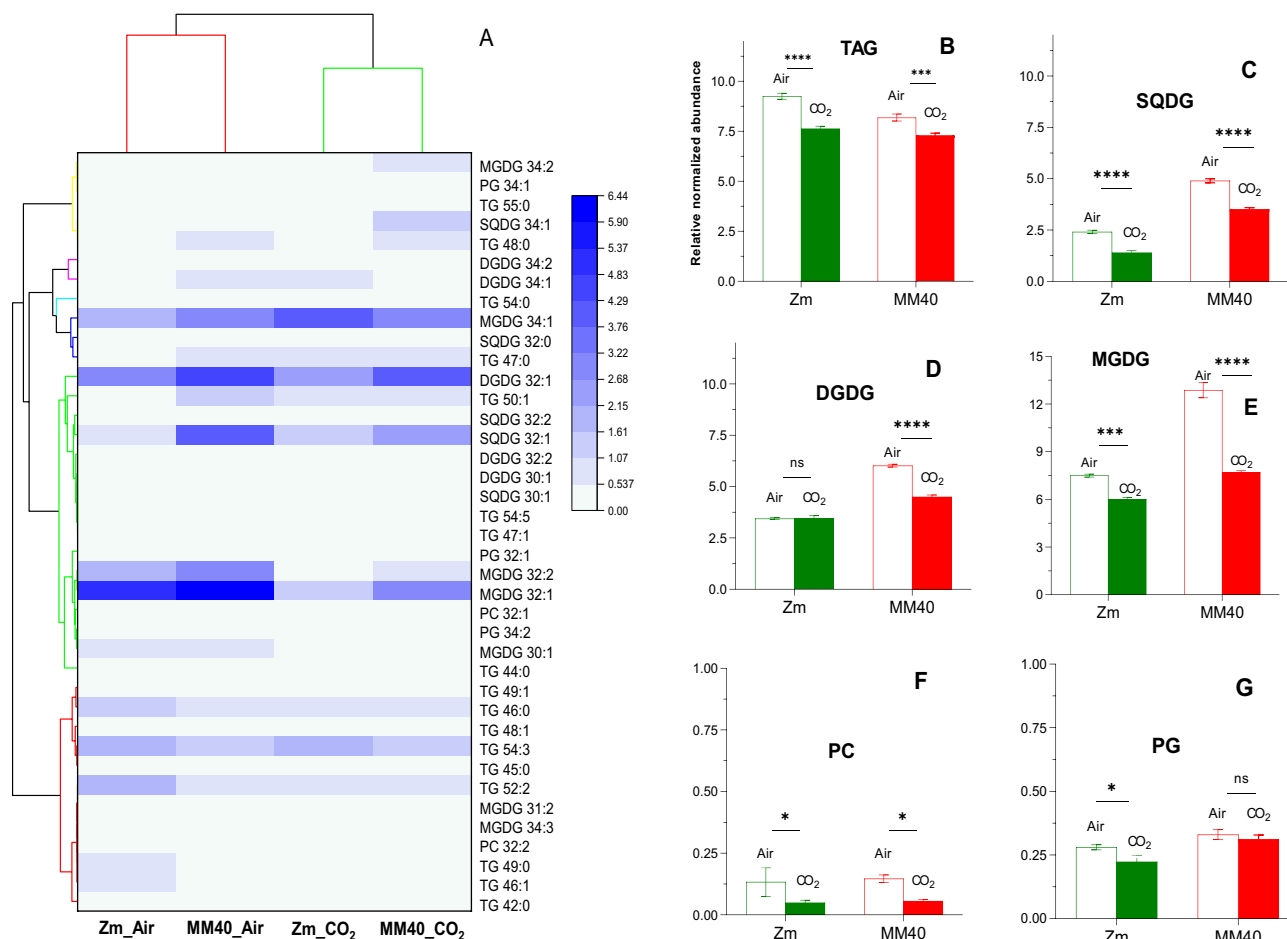 A
MGDG 34:2
PG 34:1
TG 55:0
SQDG 34:1
TG 48:0
DGDG 34:2
DGDG 34:1
TG 54:0
MGDG 34:1
SQDG 32:0
TG 47:0
DGDG 32:1
TG 50:1
SQDG 32:2
SQDG 32:1
DGDG 32:2
DGDG 30:1
SQDG 30:1
TG 54:5
TG 47:1
PG 32:1
MGDG 32:2
MGDG 32:1
PC 32:1
PG 34:2
MGDG 30:1
TG 44:0
TG 49:1
TG 46:0
TG 48:1
TG 54:3
TG 45:0
TG 52:2
MGDG 31:2
MGDG 34:3
PC 32:2
TG 49:0
TG 46:1
TG 42:0
Zm_Air MM40_Air Zm_CO₂ MM40_CO₂
6.44
5.90
5.37
4.83
4.29
3.76
3.22
2.68
2.15
1.61
1.07
0.537
0.00
TAG B
Relative normalized abundance
10.0
7.5
5.0
2.5
0.0
Air CO₂ Air CO₂
**** ***
Zm MM40
C
SQDG
10.0
7.5
5.0
2.5
0.0
Air CO₂ Air CO₂
**** ****
Zm MM40
D
DGDG
10.0
7.5
5.0
2.5
0.0
Air CO₂ Air CO₂
ns ****
Zm MM40
MGDG
E
15
12
9
6
3
0
Air CO₂ Air CO₂
*** ****
Zm MM40
F
PC
1.00
0.75
0.50
0.25
0.00
Air CO₂ Air CO₂
* *
Zm MM40
G
PG
1.00
0.75
0.50
0.25
0.00
Air CO₂ Air CO₂
* ns
Zm MM40